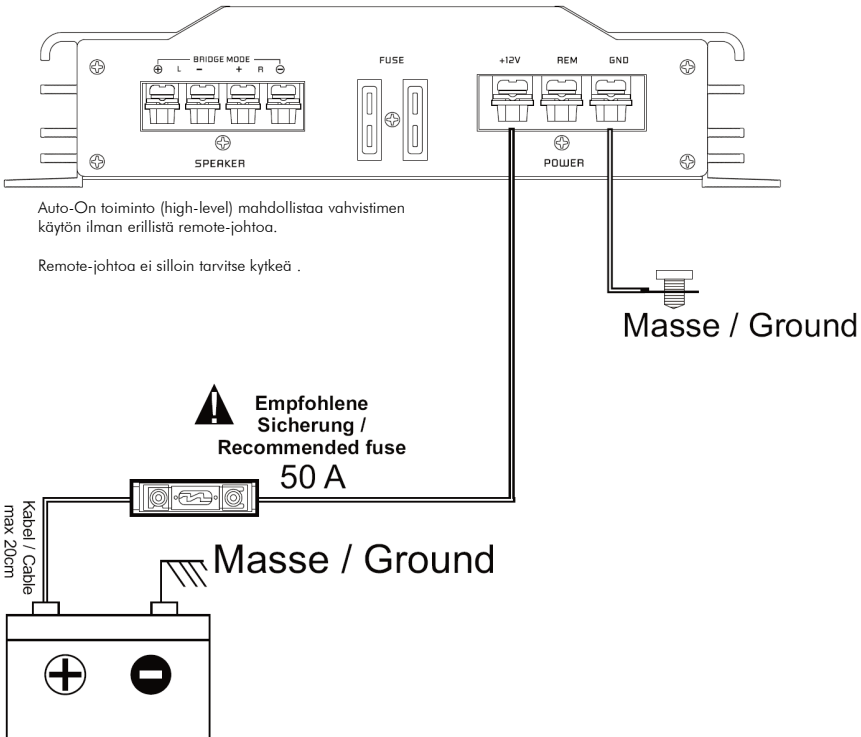 BRIDGE MODE
⊕ L − + R ⊖
FUSE
+12V REM GND
SPEAKER
POWER
Auto-On toiminto (high-level) mahdollistaa vahvistimen
käytön ilman erillistä remote-johtoa.
Remote-johtoa ei silloin tarvitse kytkeä .
Masse / Ground
Empfohlene
Sicherung /
Recommended fuse
50 A
Kabel / Cable
max 20cm
Masse / Ground